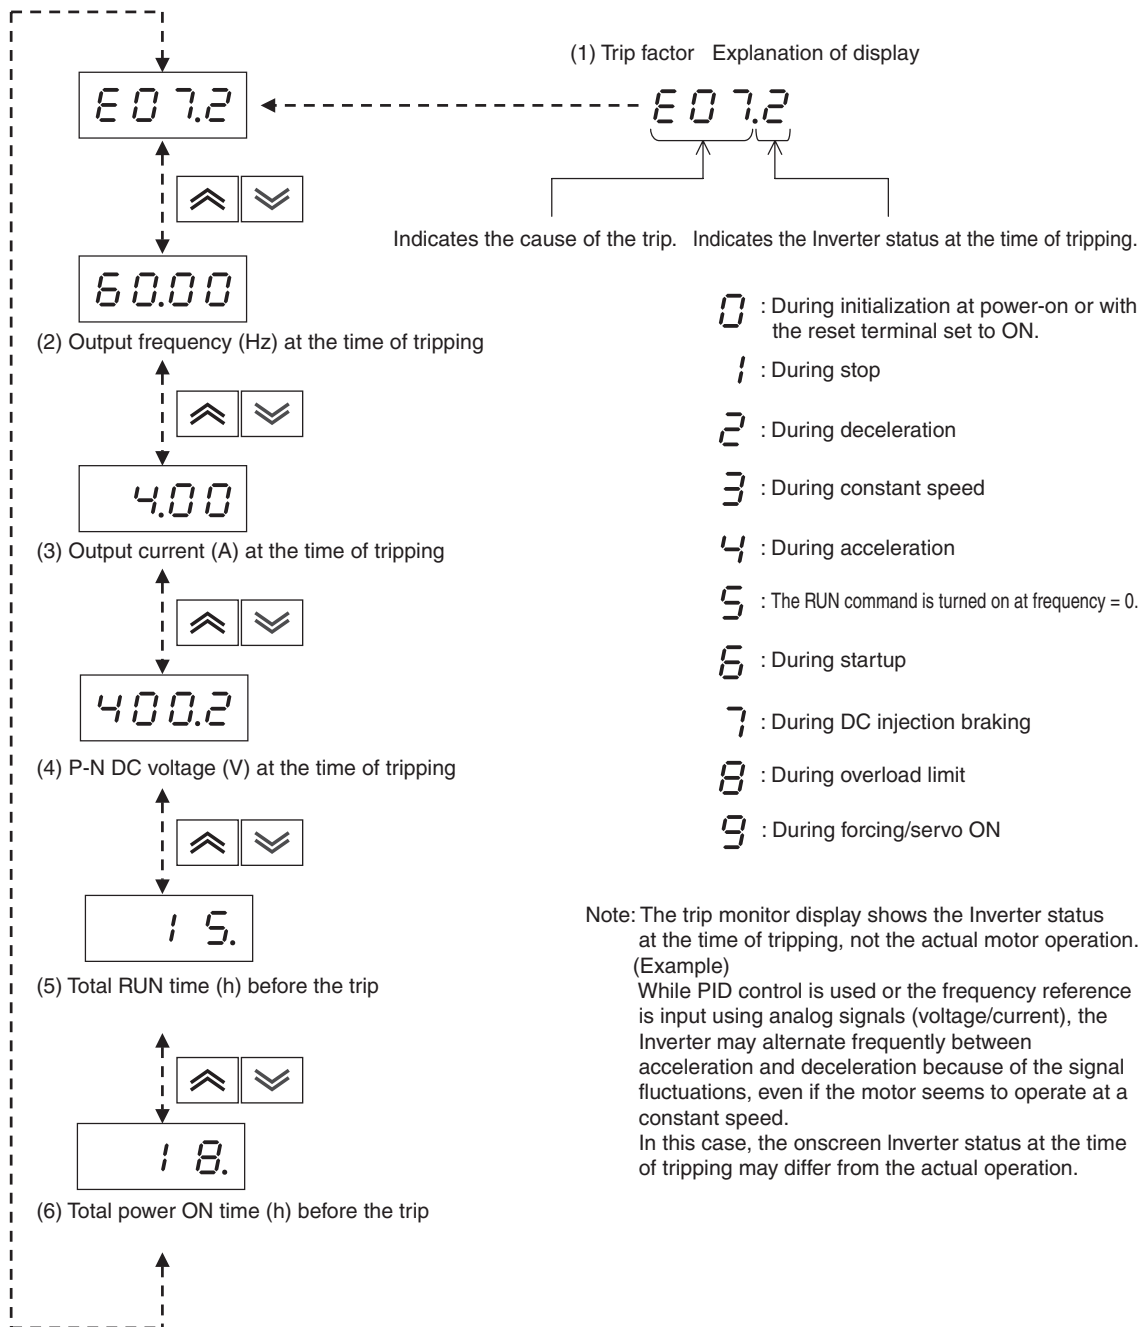 (1) Trip factor   Explanation of display
E07.2
E07.2
Indicates the cause of the trip.
Indicates the Inverter status at the time of tripping.
60.00
(2) Output frequency (Hz) at the time of tripping
4.00
(3) Output current (A) at the time of tripping
400.2
(4) P-N DC voltage (V) at the time of tripping
15.
(5) Total RUN time (h) before the trip
18.
(6) Total power ON time (h) before the trip
0 : During initialization at power-on or with
the reset terminal set to ON.
1 : During stop
2 : During deceleration
3 : During constant speed
4 : During acceleration
5 : The RUN command is turned on at frequency = 0.
6 : During startup
7 : During DC injection braking
8 : During overload limit
9 : During forcing/servo ON
Note: The trip monitor display shows the Inverter status
at the time of tripping, not the actual motor operation.
(Example)
While PID control is used or the frequency reference
is input using analog signals (voltage/current), the
Inverter may alternate frequently between
acceleration and deceleration because of the signal
fluctuations, even if the motor seems to operate at a
constant speed.
In this case, the onscreen Inverter status at the time
of tripping may differ from the actual operation.